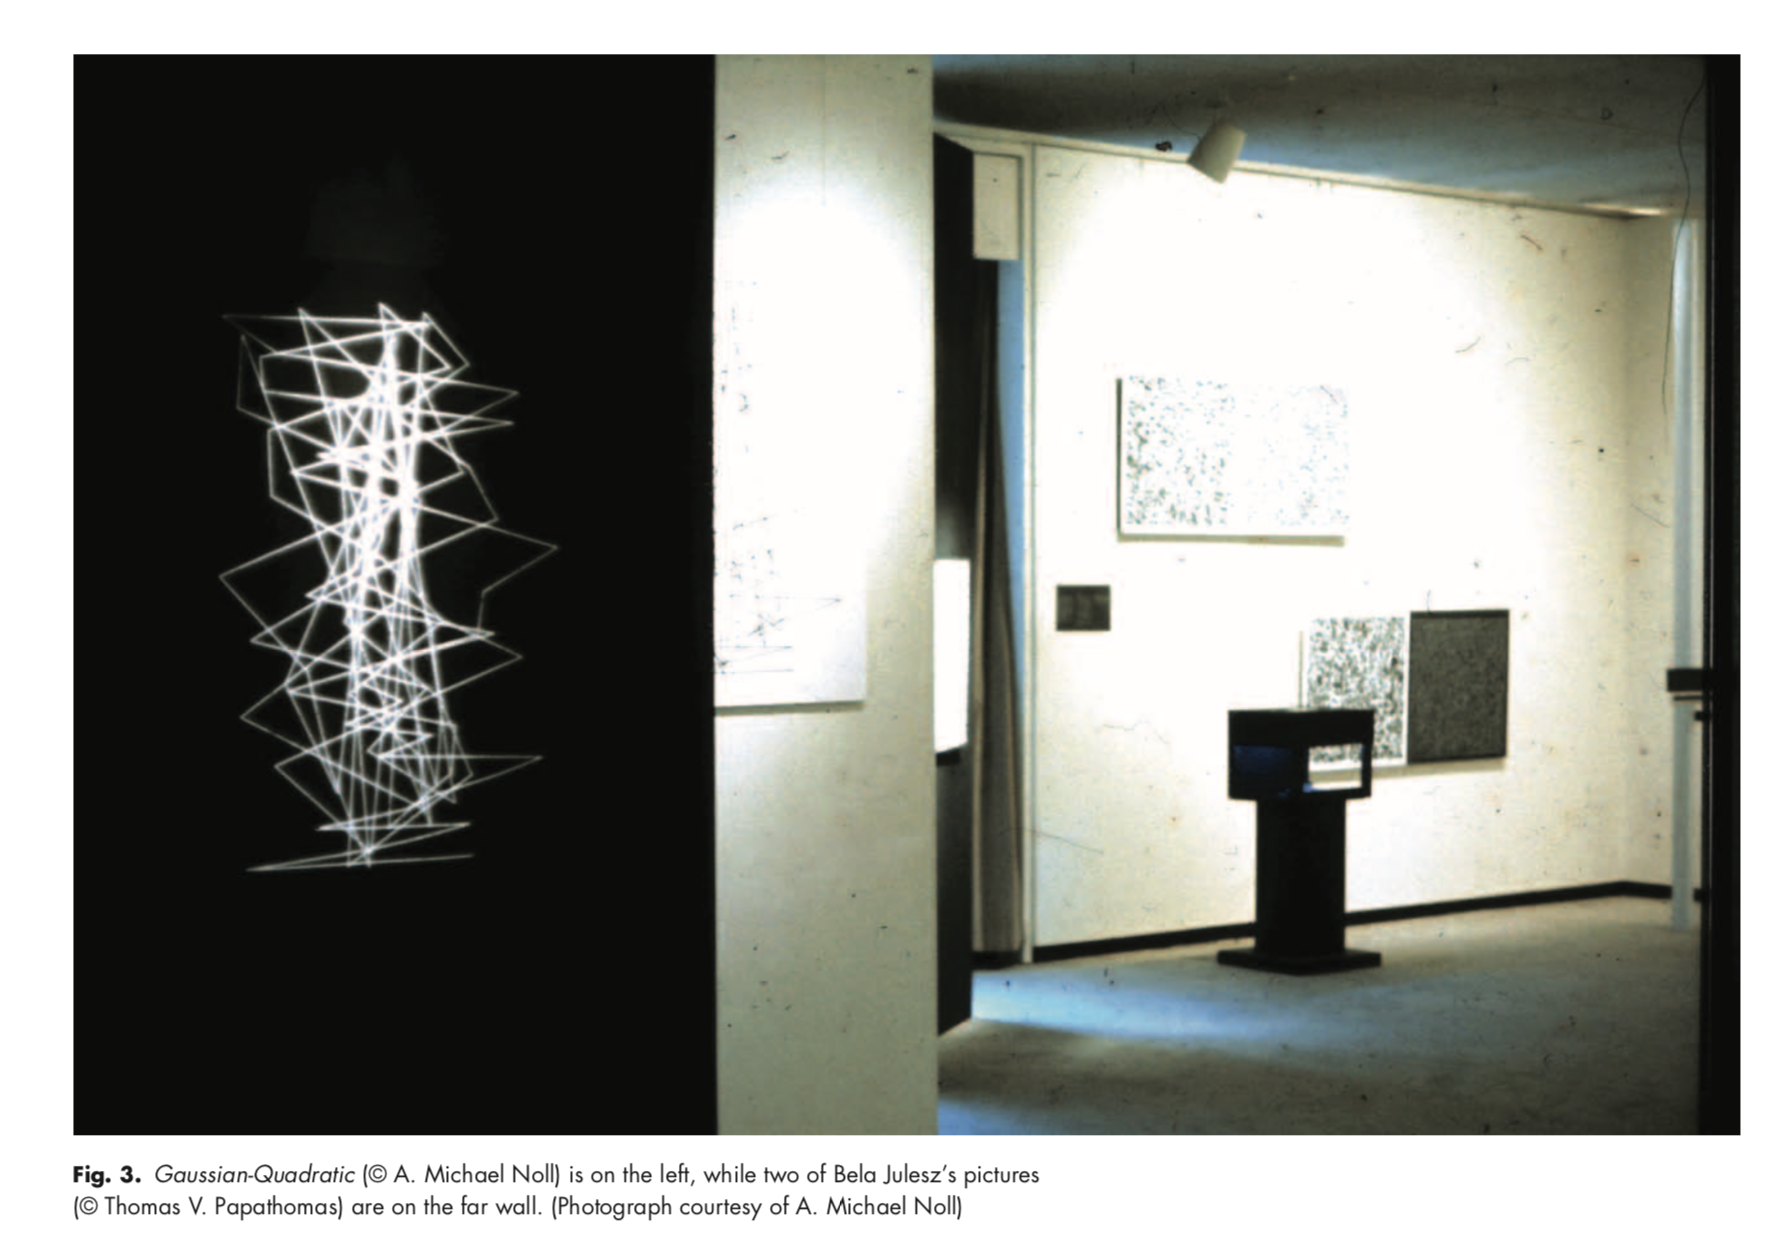 Fig. 3. Gaussian-Quadratic (© A. Michael Noll) is on the left, while two of Bela Julesz’s pictures
(© Thomas V. Papathomas) are on the far wall. (Photograph courtesy of A. Michael Noll)